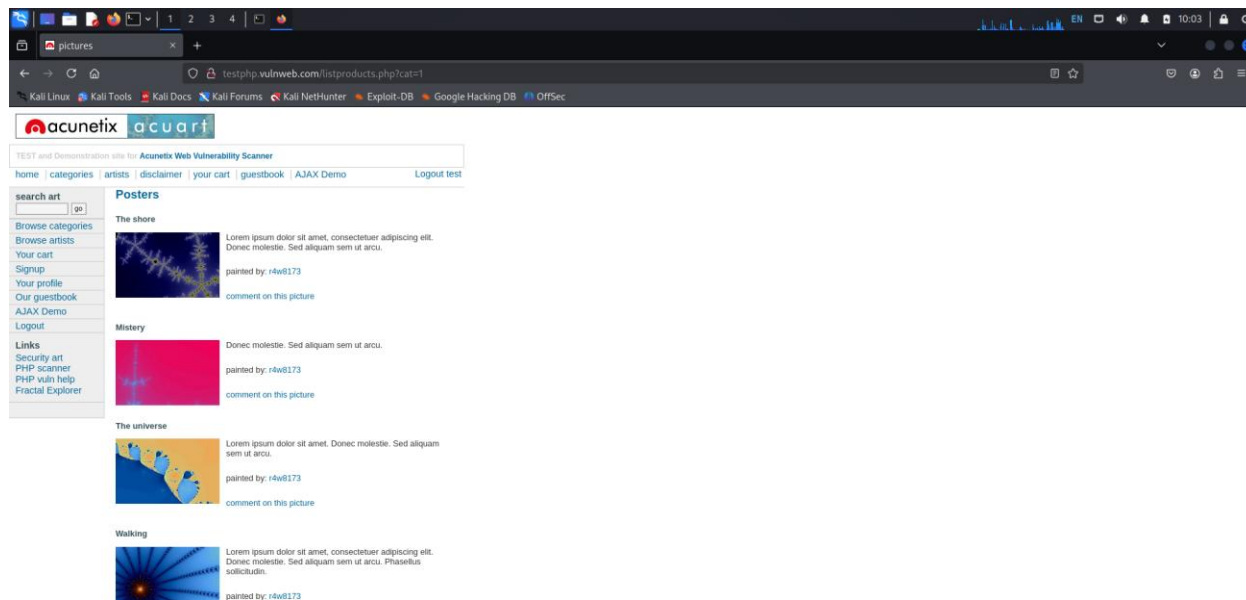 1 2 3 4
EN
10:03
pictures
testphp.vulnweb.com/listproducts.php?cat=1
Kali Linux Kali Tools Kali Docs Kali Forums Kali NetHunter Exploit-DB Google Hacking DB OffSec
acunetix acuart
TEST and Demonstration site for Acunetix Web Vulnerability Scanner
home | categories | artists | disclaimer | your cart | guestbook | AJAX Demo
Logout test
search art
go
Browse categories
Browse artists
Your cart
Signup
Your profile
Our guestbook
AJAX Demo
Logout
Links
Security art
PHP scanner
PHP vuln help
Fractal Explorer
Posters
The shore
Lorem ipsum dolor sit amet, consectetuer adipiscing elit.
Donec molestie. Sed aliquam sem ut arcu.
painted by: r4w8173
comment on this picture
Mistery
Donec molestie. Sed aliquam sem ut arcu.
painted by: r4w8173
comment on this picture
The universe
Lorem ipsum dolor sit amet. Donec molestie. Sed aliquam
sem ut arcu.
painted by: r4w8173
comment on this picture
Walking
Lorem ipsum dolor sit amet, consectetuer adipiscing elit.
Donec molestie. Sed aliquam sem ut arcu. Phasellus
sollicitudin.
painted by: r4w8173